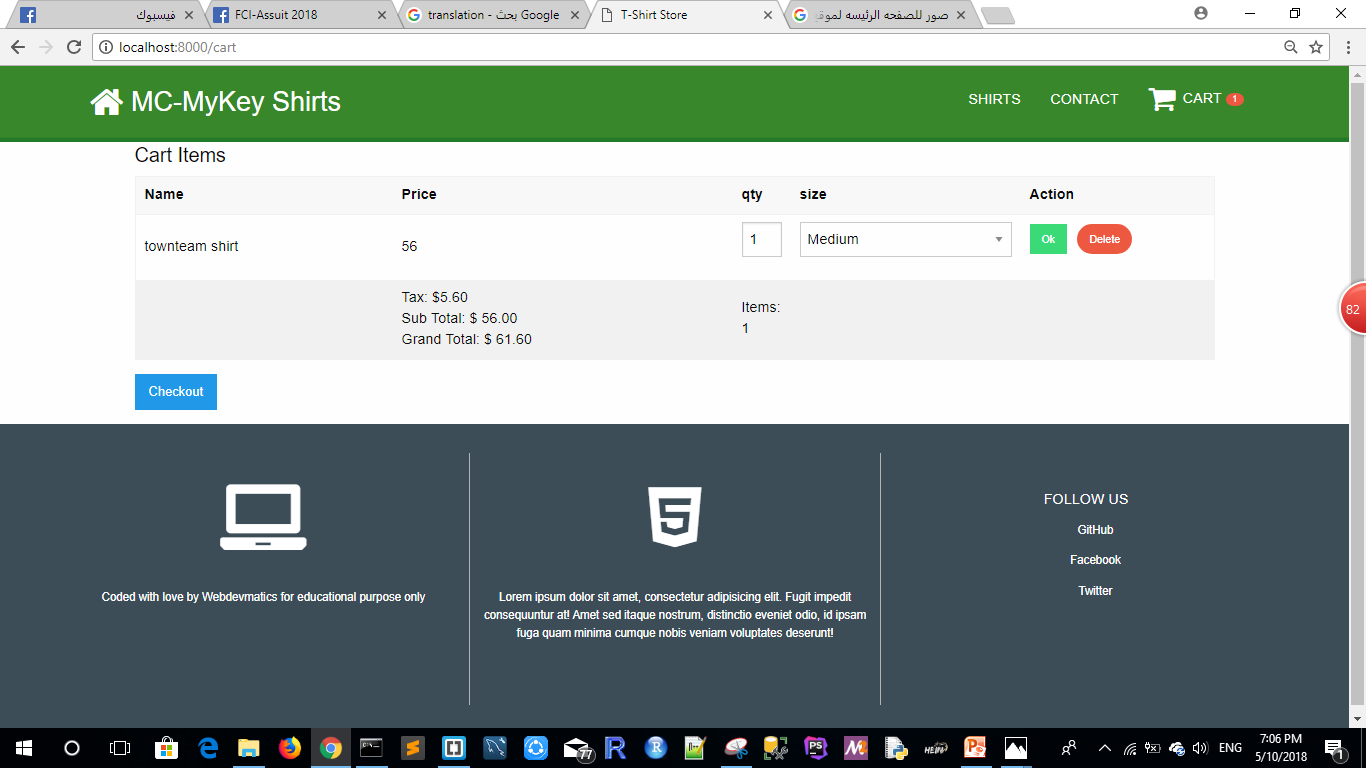 فيسبوك
FCI-Assuit 2018
translation - بحث Google
T-Shirt Store
صور للصفحه الرئيسه لموقع
localhost:8000/cart
MC-MyKey Shirts
SHIRTS
CONTACT
CART 1
Cart Items
Name Price qty size Action
townteam shirt 56 1 Medium Ok Delete
Tax: $5.60
Sub Total: $ 56.00
Grand Total: $ 61.60
Items:
1
82
Checkout
Coded with love by Webdevmatics for educational purpose only
Lorem ipsum dolor sit amet, consectetur adipisicing elit. Fugit impedit
consequuntur at! Amet sed itaque nostrum, distinctio eveniet odio, id ipsam
fuga quam minima cumque nobis veniam voluptates deserunt!
FOLLOW US
GitHub
Facebook
Twitter
77
ENG
7:06 PM
5/10/2018
1